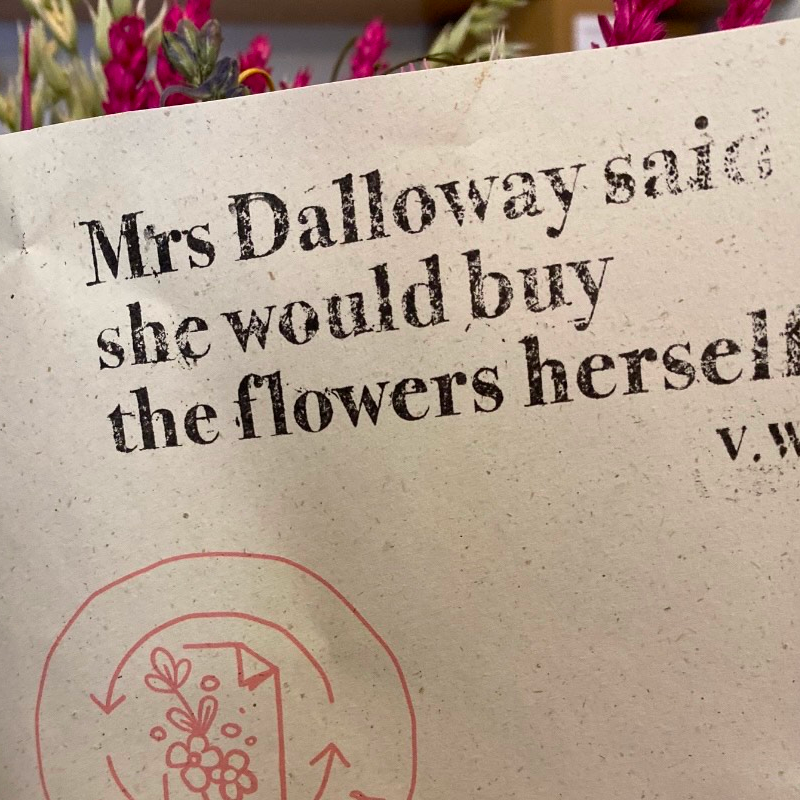 Mrs Dalloway said
she would buy
the flowers herself
V.W